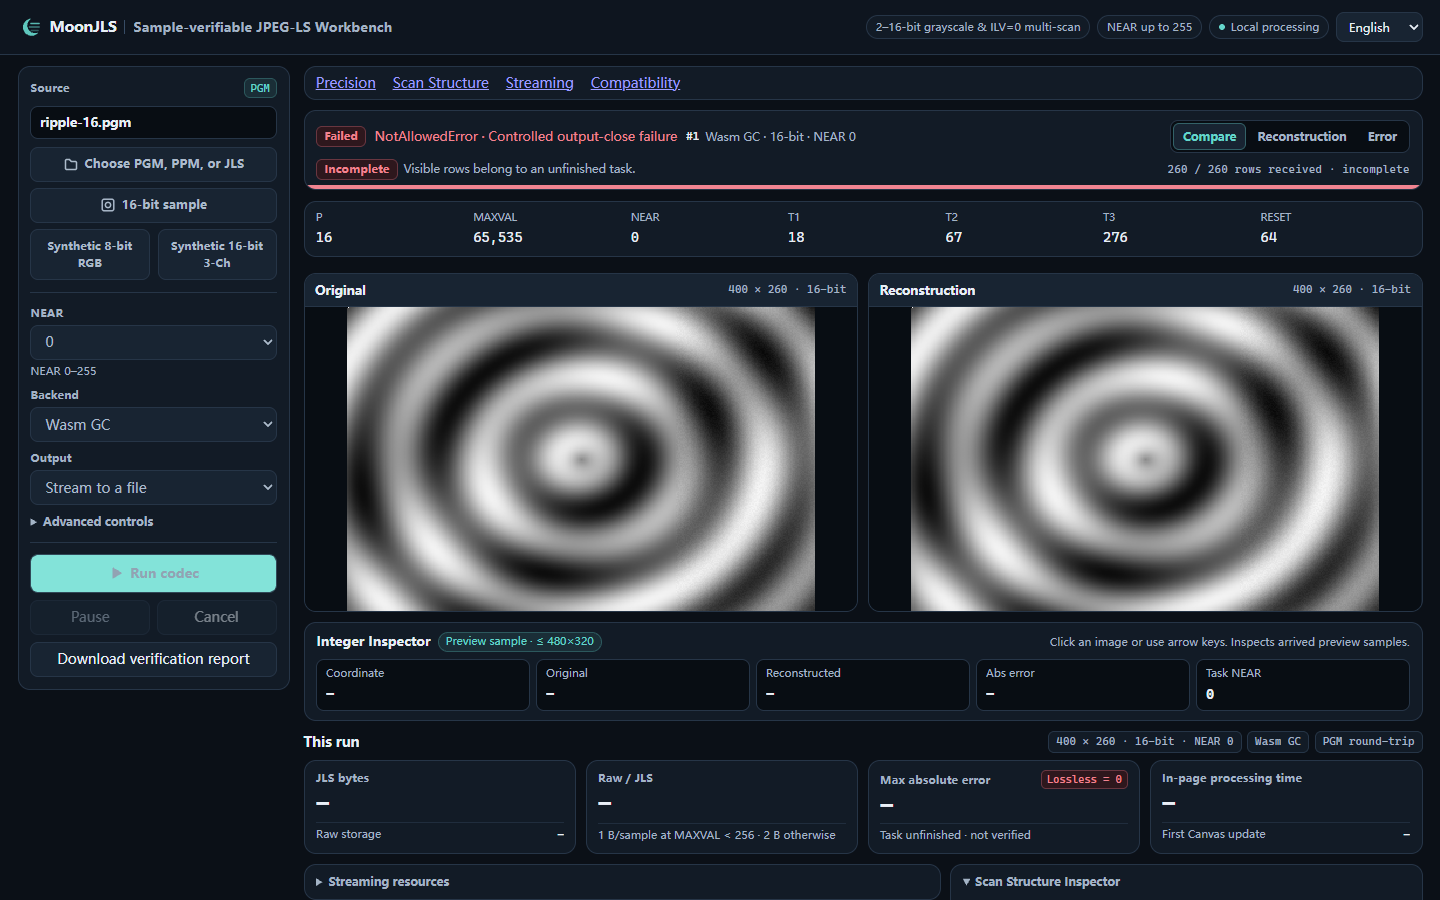 MoonJLS Sample-verifiable JPEG-LS Workbench 2–16-bit grayscale & ILV=0 multi-scan NEAR up to 255 Local processing English
Source PGM
ripple-16.pgm
Choose PGM, PPM, or JLS
16-bit sample
Synthetic 8-bit RGB
Synthetic 16-bit 3-Ch
NEAR
0
NEAR 0–255
Backend
Wasm GC
Output
Stream to a file
Advanced controls
Run codec
Pause Cancel
Download verification report
Precision Scan Structure Streaming Compatibility
Failed NotAllowedError · Controlled output-close failure #1 Wasm GC · 16-bit · NEAR 0 Compare Reconstruction Error
Incomplete Visible rows belong to an unfinished task. 260 / 260 rows received · incomplete
P MAXVAL NEAR T1 T2 T3 RESET
16 65,535 0 18 67 276 64
Original 400 × 260 · 16-bit Reconstruction 400 × 260 · 16-bit
Integer Inspector Preview sample · ≤ 480×320 Click an image or use arrow keys. Inspects arrived preview samples.
Coordinate Original Reconstructed Abs error Task NEAR
– – – – 0
This run 400 × 260 · 16-bit · NEAR 0 Wasm GC PGM round-trip
JLS bytes Raw / JLS Max absolute error Lossless = 0 In-page processing time
– – – –
Raw storage – 1 B/sample at MAXVAL < 256 · 2 B otherwise Task unfinished · not verified First Canvas update –
Streaming resources Scan Structure Inspector